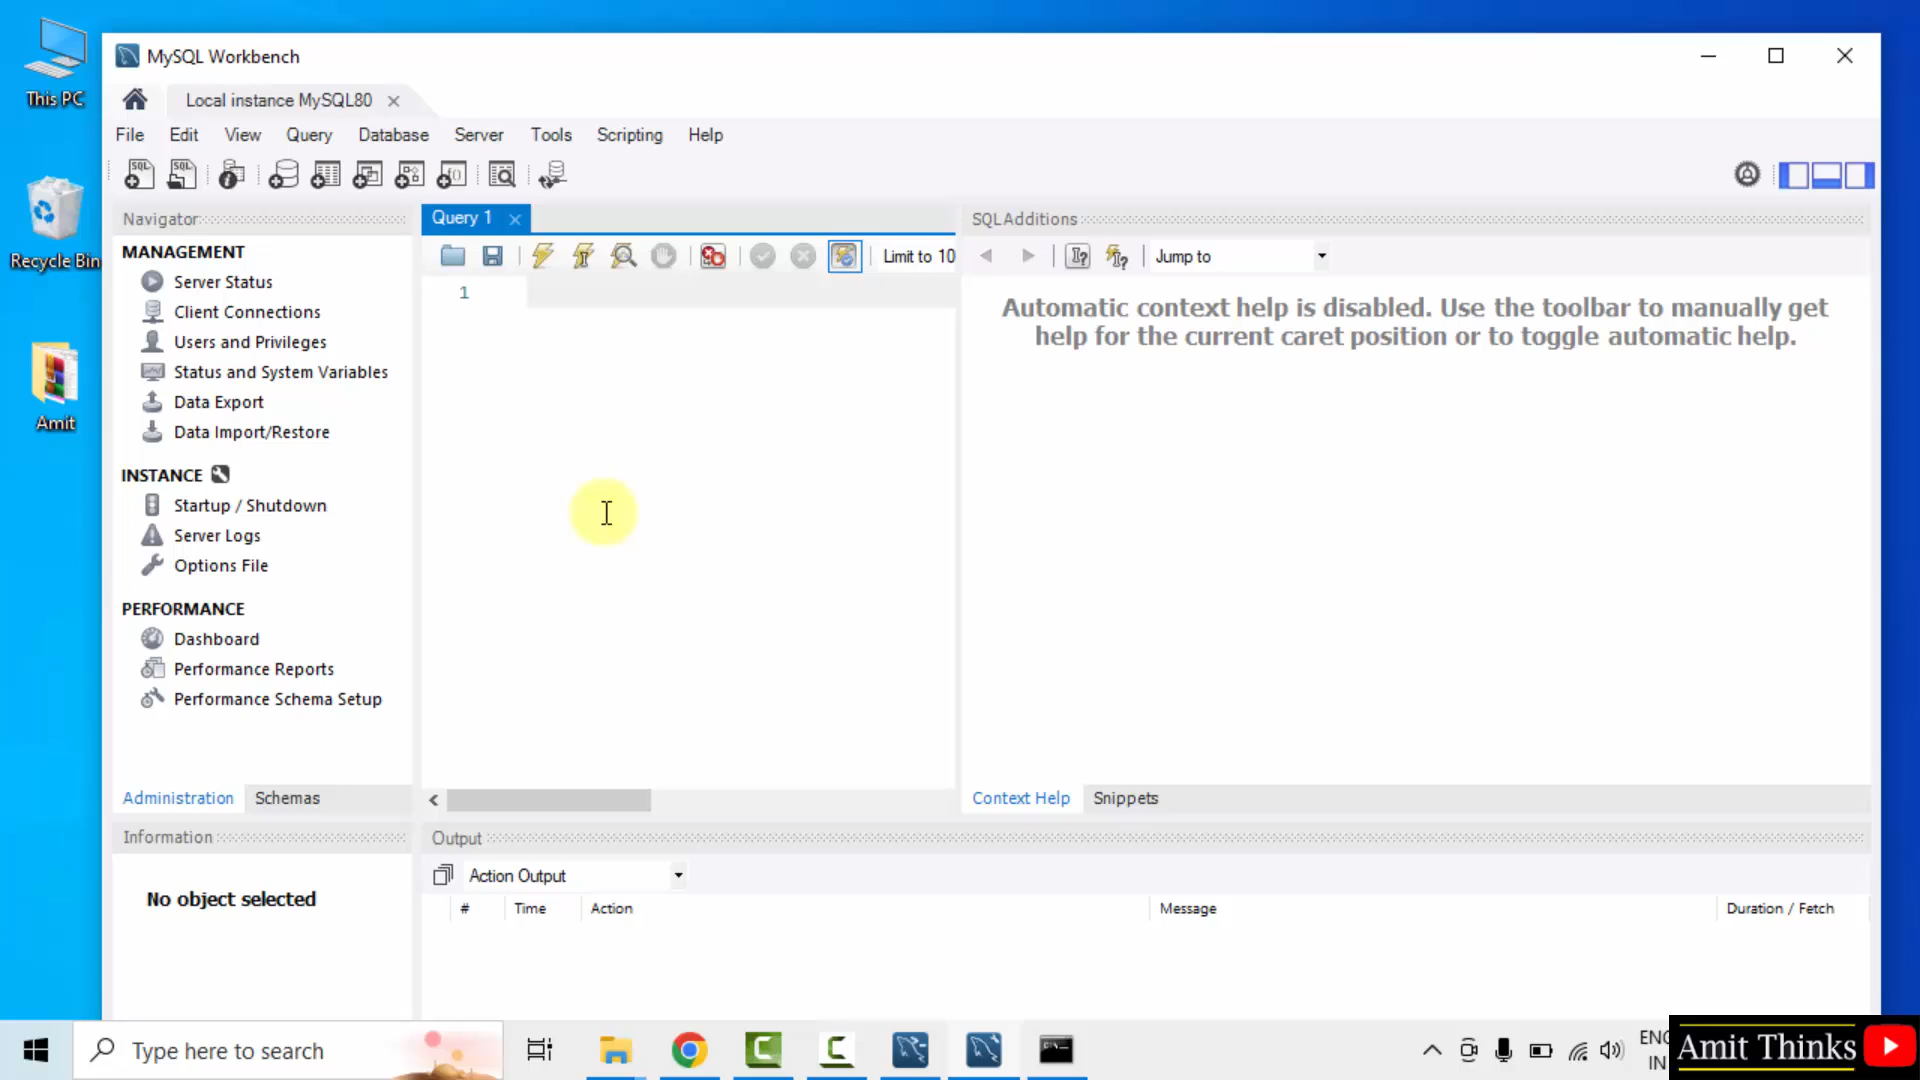 This PC
Recycle Bin
Amit
MySQL Workbench
Local instance MySQL80
File Edit View Query Database Server Tools Scripting Help
Navigator
MANAGEMENT
Server Status
Client Connections
Users and Privileges
Status and System Variables
Data Export
Data Import/Restore
INSTANCE
Startup / Shutdown
Server Logs
Options File
PERFORMANCE
Dashboard
Performance Reports
Performance Schema Setup
Administration Schemas
Information
No object selected
Query 1
Limit to 10
1
SQLAdditions
Jump to
Automatic context help is disabled. Use the toolbar to manually get
help for the current caret position or to toggle automatic help.
Context Help Snippets
Output
Action Output
# Time Action Message Duration / Fetch
Type here to search
ENG
IN
Amit Thinks